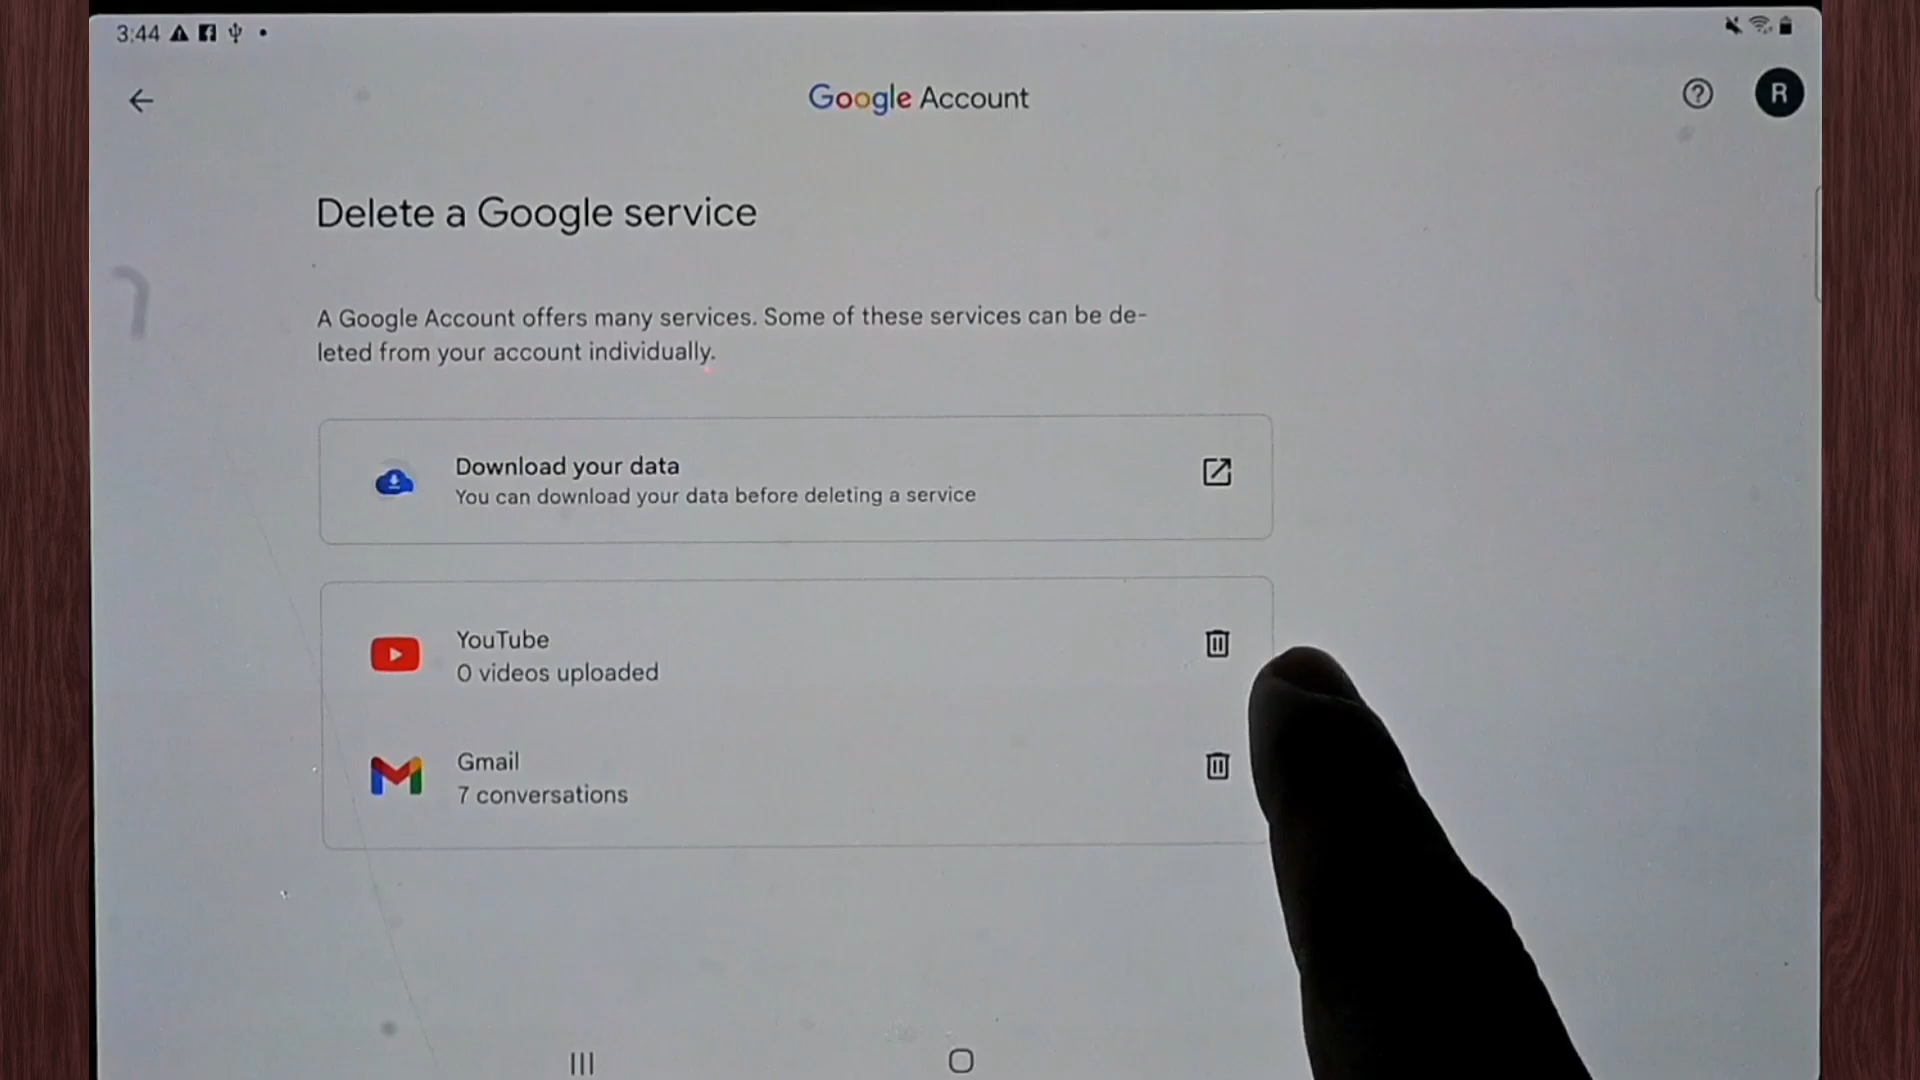 3:44
Google Account
R
Delete a Google service
A Google Account offers many services. Some of these services can be de-
leted from your account individually.
Download your data
You can download your data before deleting a service
YouTube
0 videos uploaded
Gmail
7 conversations